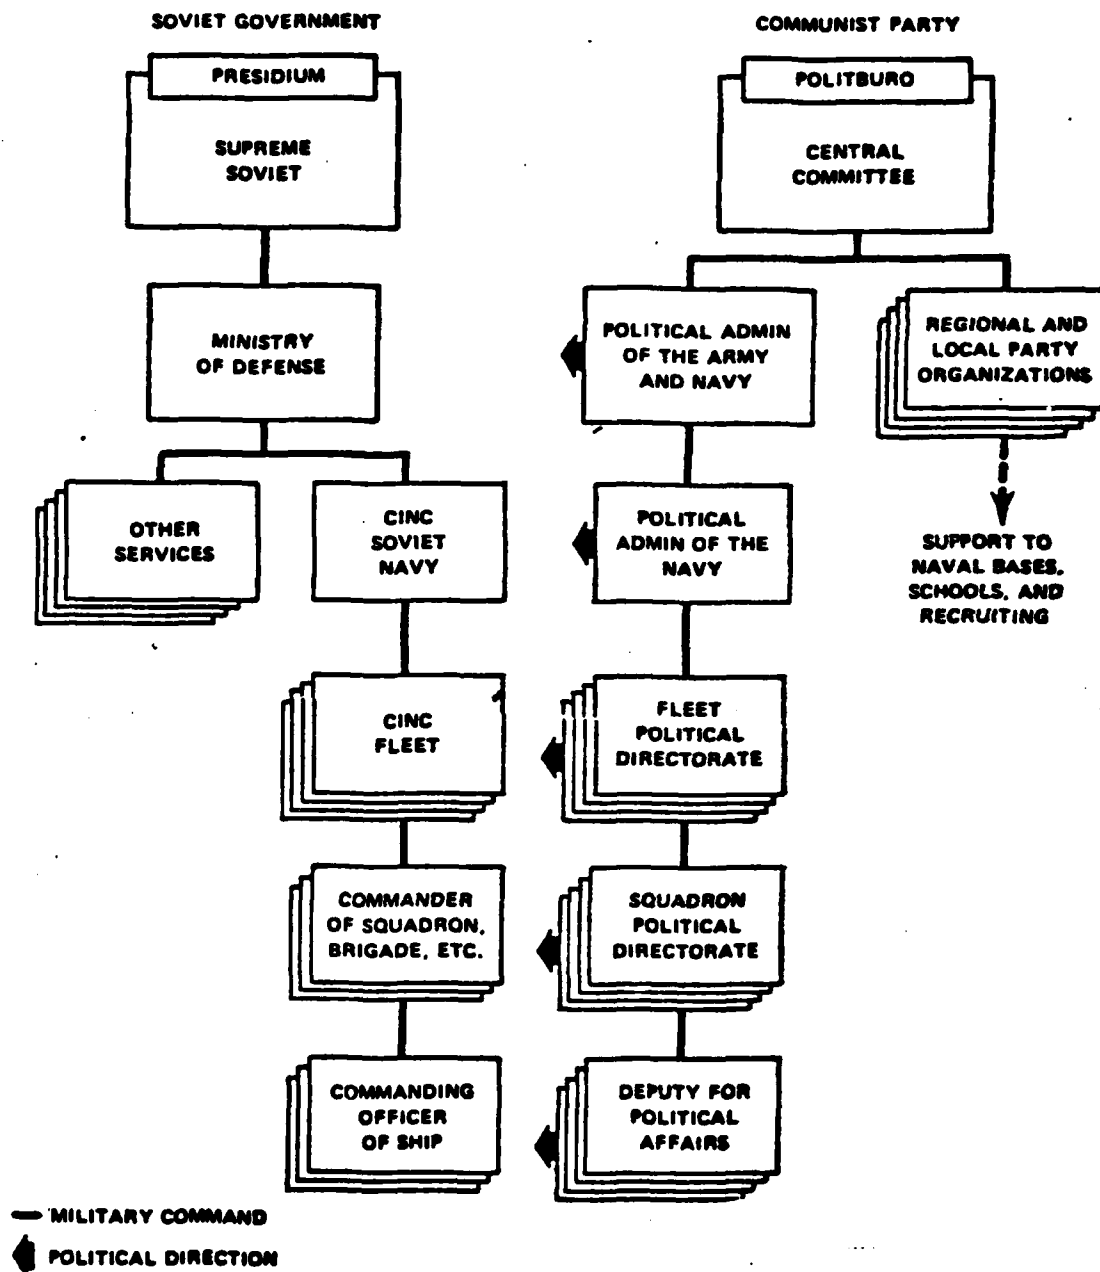 SOVIET GOVERNMENT
PRESIDIUM
SUPREME
SOVIET
MINISTRY
OF DEFENSE
OTHER
SERVICES
CINC
SOVIET
NAVY
CINC
FLEET
COMMANDER
OF SQUADRON,
BRIGADE, ETC.
COMMANDING
OFFICER
OF SHIP
COMMUNIST PARTY
POLITBURO
CENTRAL
COMMITTEE
POLITICAL ADMIN
OF THE ARMY
AND NAVY
REGIONAL AND
LOCAL PARTY
ORGANIZATIONS
POLITICAL
ADMIN OF THE
NAVY
SUPPORT TO
NAVAL BASES,
SCHOOLS, AND
RECRUITING
FLEET
POLITICAL
DIRECTORATE
SQUADRON
POLITICAL
DIRECTORATE
DEPUTY FOR
POLITICAL
AFFAIRS
MILITARY COMMAND
POLITICAL DIRECTION